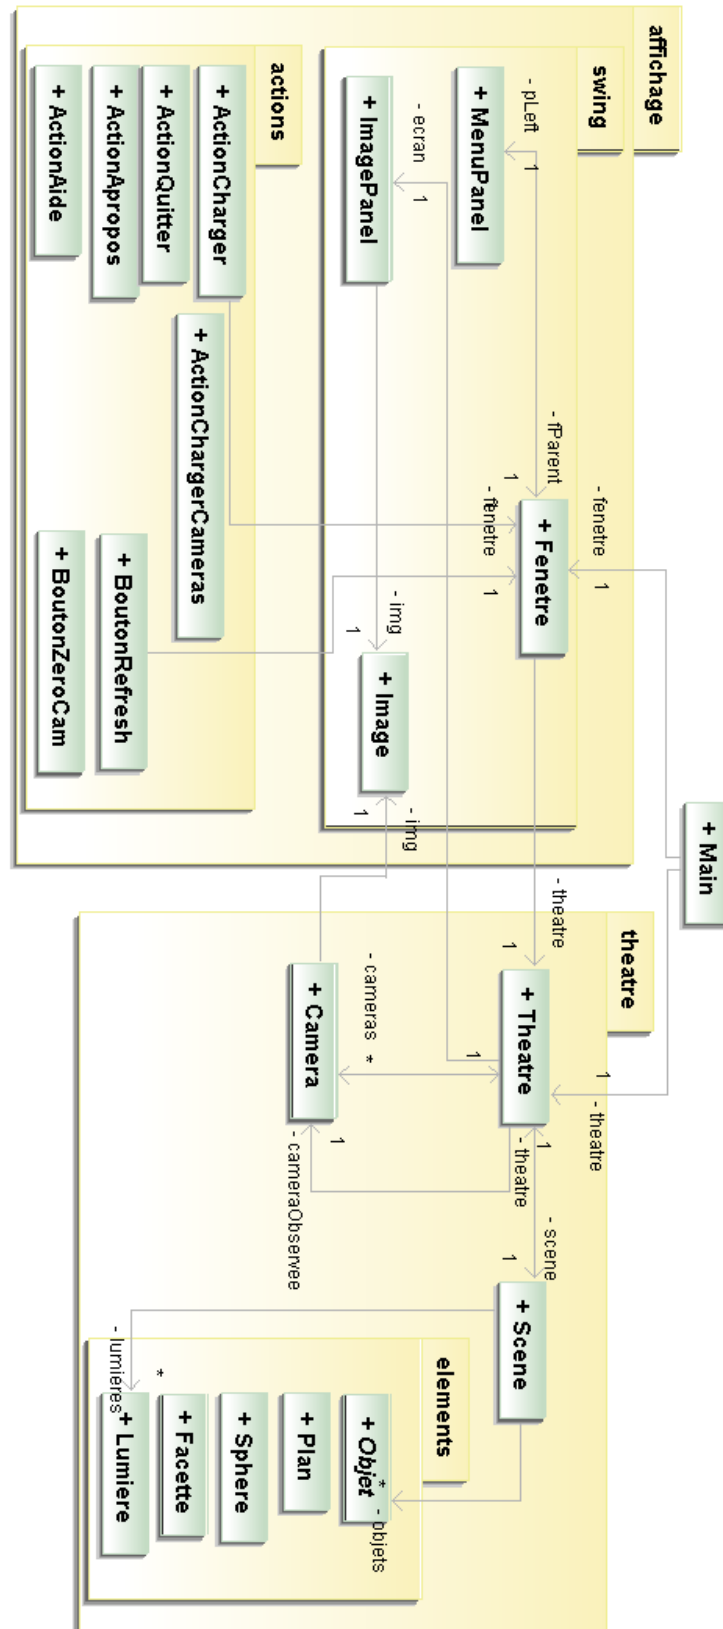 + Main
- fenetre
1
1
- theatre
affichage
swing
+ MenuPanel
- pLeft
1
- fParent
1
+ Fenetre
- fenetre
1
- theatre
1
+ ImagePanel
- ecran
1
1
- img
1
+ Image
- img
1
actions
+ ActionCharger
+ ActionQuitter
+ ActionApropos
+ ActionAide
+ ActionChargerCameras
+ BoutonRefresh
+ BoutonZeroCam
theatre
+ Theatre
1
- theatre
- scene
1
+ Scene
- cameras
*
+ Camera
1
- cameraObservee
elements
+ Objet
*
- objets
+ Plan
+ Sphere
+ Facette
+ Lumiere
*
- lumieres